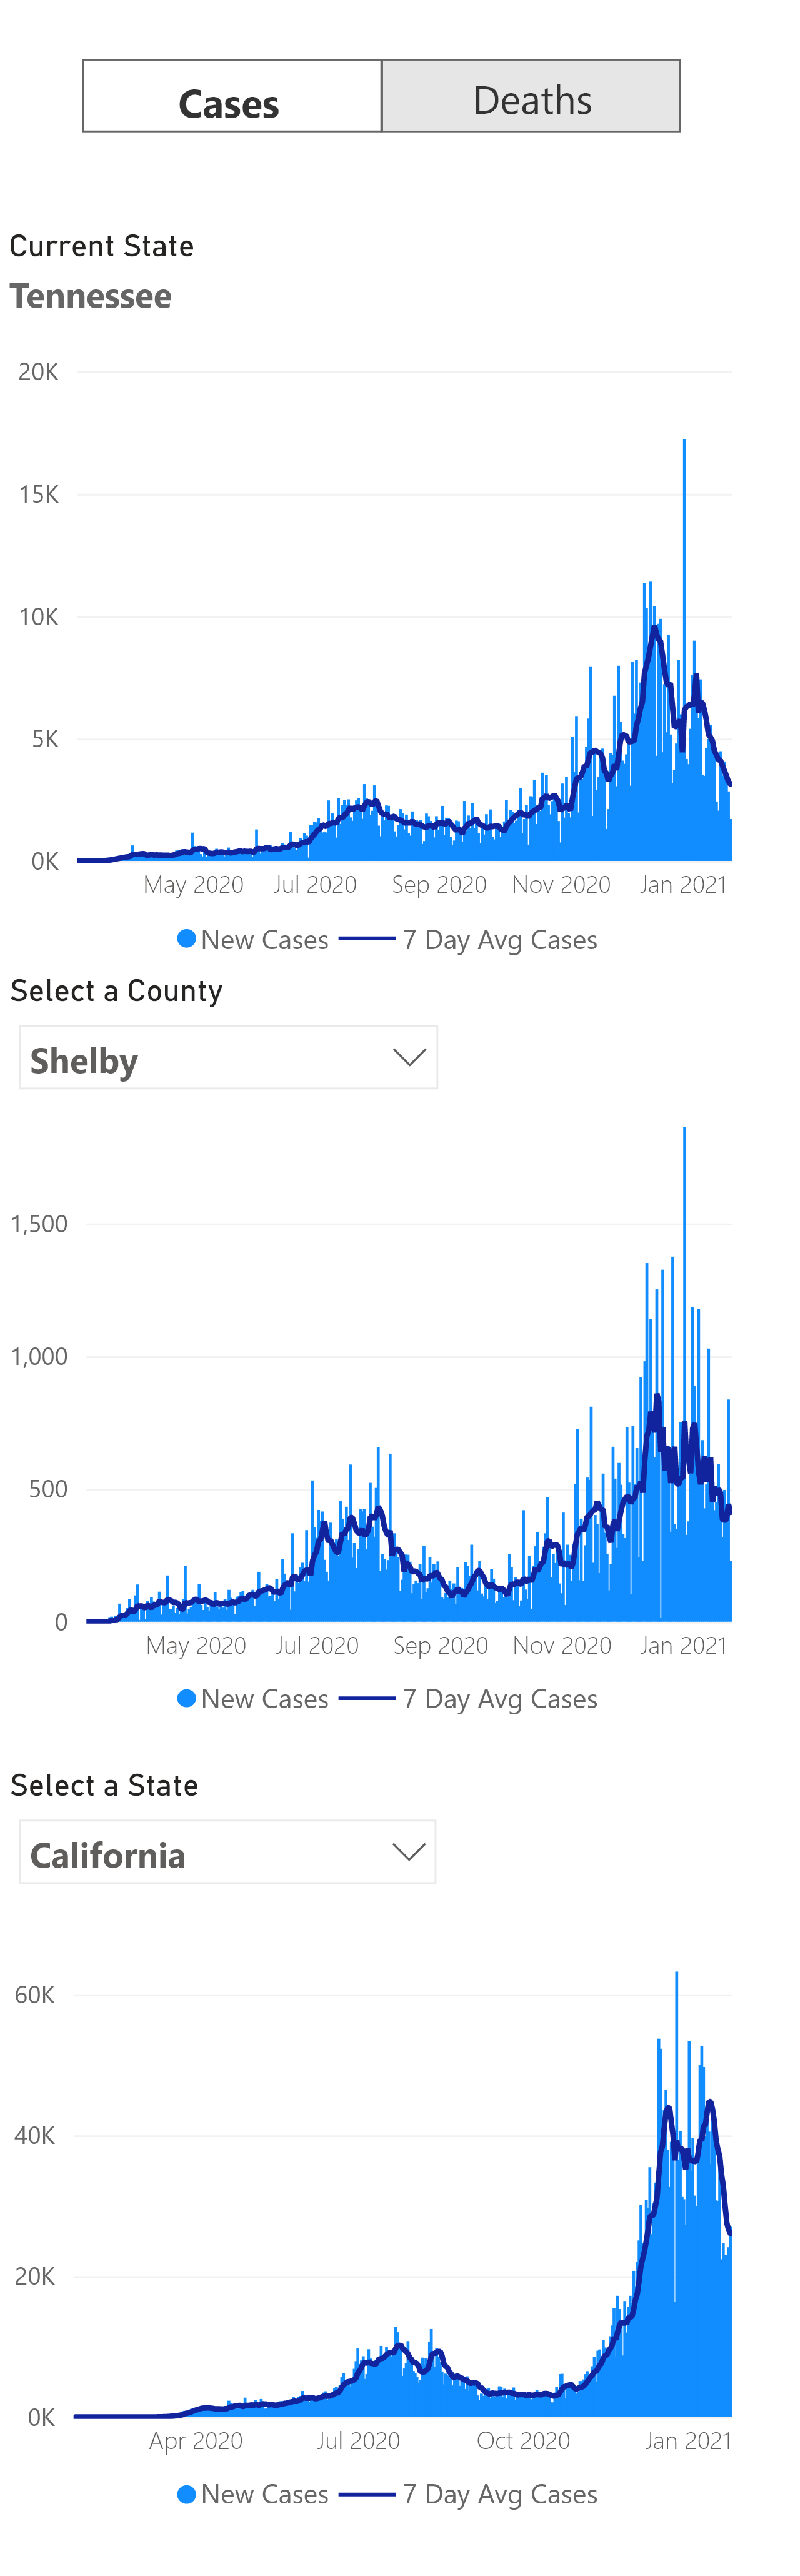 Cases Deaths
Current State
Tennessee
20K
15K
10K
5K
0K
May 2020 Jul 2020 Sep 2020 Nov 2020 Jan 2021
New Cases 7 Day Avg Cases
Select a County
Shelby
1,500
1,000
500
0
May 2020 Jul 2020 Sep 2020 Nov 2020 Jan 2021
New Cases 7 Day Avg Cases
Select a State
California
60K
40K
20K
0K
Apr 2020 Jul 2020 Oct 2020 Jan 2021
New Cases 7 Day Avg Cases